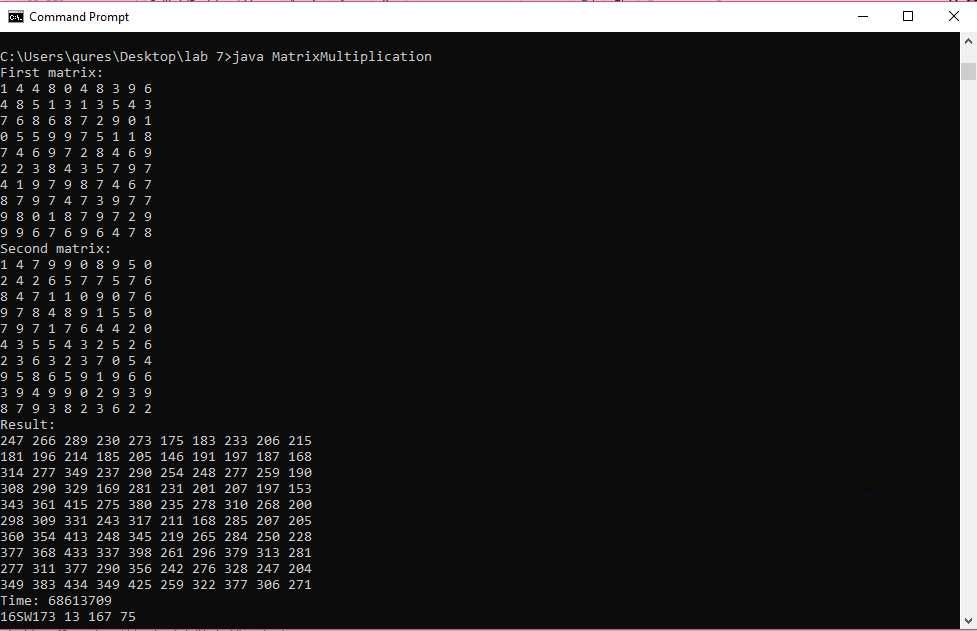 Command Prompt
C:\Users\qures\Desktop\lab 7>java MatrixMultiplication
First matrix:
1 4 4 8 0 4 8 3 9 6
4 8 5 1 3 1 3 5 4 3
7 6 8 6 8 7 2 9 0 1
0 5 5 9 9 7 5 1 1 8
7 4 6 9 7 2 8 4 6 9
2 2 3 8 4 3 5 7 9 7
4 1 9 7 9 8 7 4 6 7
8 7 9 7 4 7 3 9 7 7
9 8 0 1 8 7 9 7 2 9
9 9 6 7 6 9 6 4 7 8
Second matrix:
1 4 7 9 9 0 8 9 5 0
2 4 2 6 5 7 7 5 7 6
8 4 7 1 1 0 9 0 7 6
9 7 8 4 8 9 1 5 5 0
7 9 7 1 7 6 4 4 2 0
4 3 5 5 4 3 2 5 2 6
2 3 6 3 2 3 7 0 5 4
9 5 8 6 5 9 1 9 6 6
3 9 4 9 9 0 2 9 3 9
8 7 9 3 8 2 3 6 2 2
Result:
247 266 289 230 273 175 183 233 206 215
181 196 214 185 205 146 191 197 187 168
314 277 349 237 290 254 248 277 259 190
308 290 329 169 281 231 201 207 197 153
343 361 415 275 380 235 278 310 268 200
298 309 331 243 317 211 168 285 207 205
360 354 413 248 345 219 265 284 250 228
377 368 433 337 398 261 296 379 313 281
277 311 377 290 356 242 276 328 247 204
349 383 434 349 425 259 322 377 306 271
Time: 68613709
16SW173 13 167 75